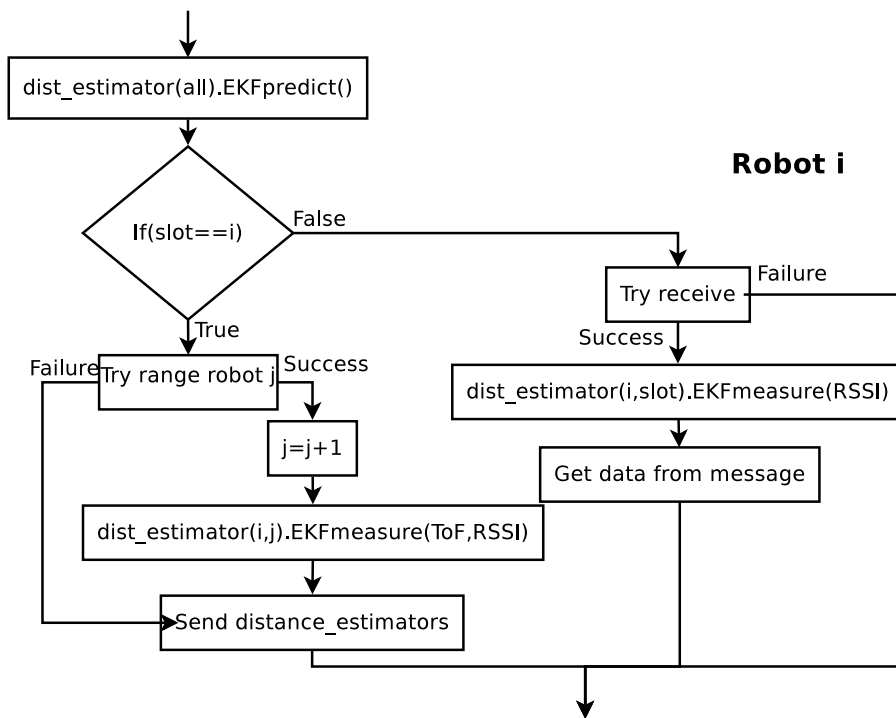 dist_estimator(all).EKFpredict()
Robot i
If(slot==i)
False
Try receive
Failure
True
Success
Failure
Try range robot j
Success
dist_estimator(i,slot).EKFmeasure(RSSI)
j=j+1
Get data from message
dist_estimator(i,j).EKFmeasure(ToF,RSSI)
Send distance_estimators